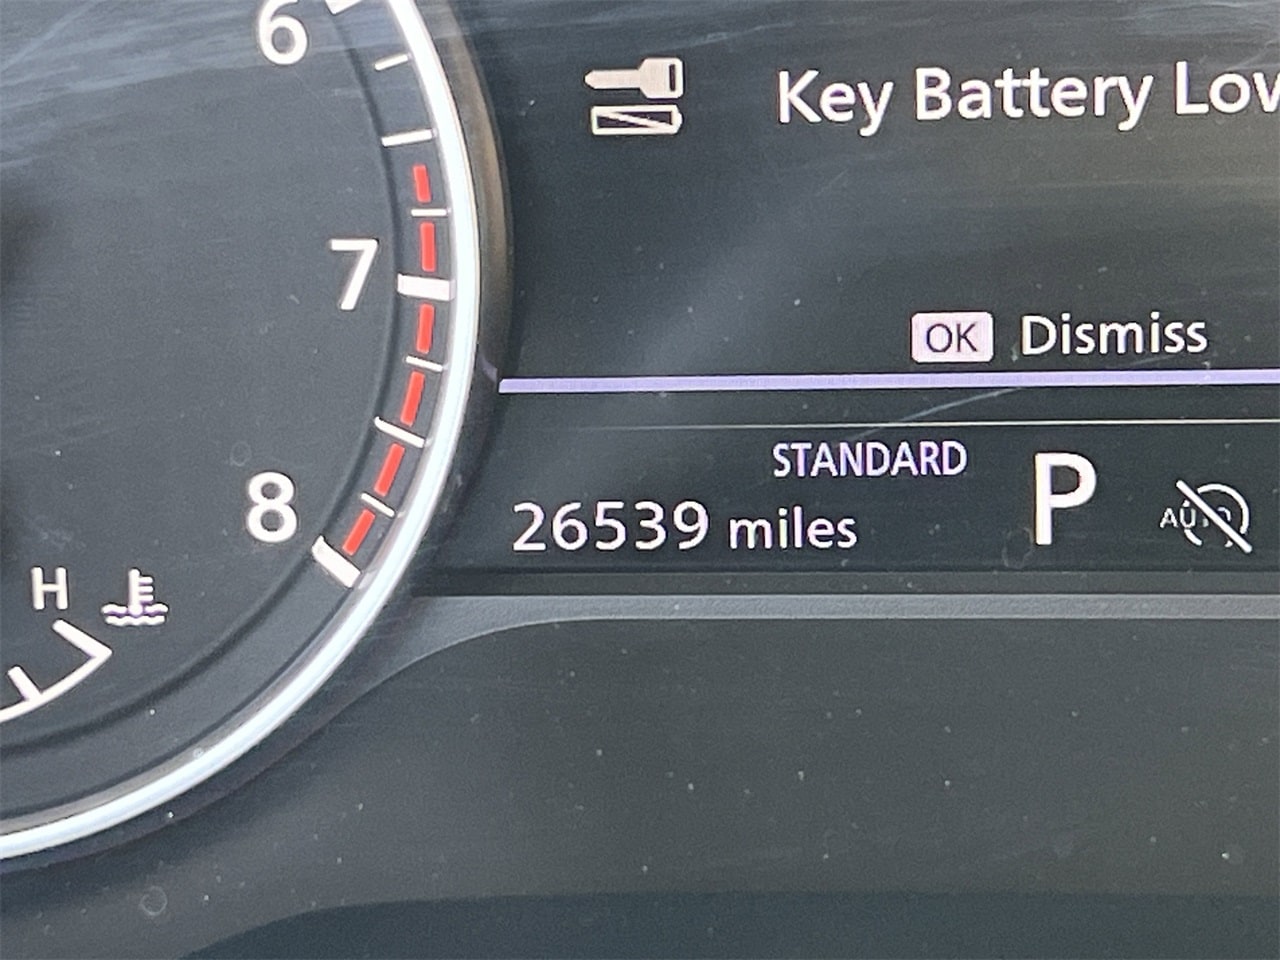 6
Key Battery Low
7
OK Dismiss
STANDARD
8
26539 miles
P
AUTO
H